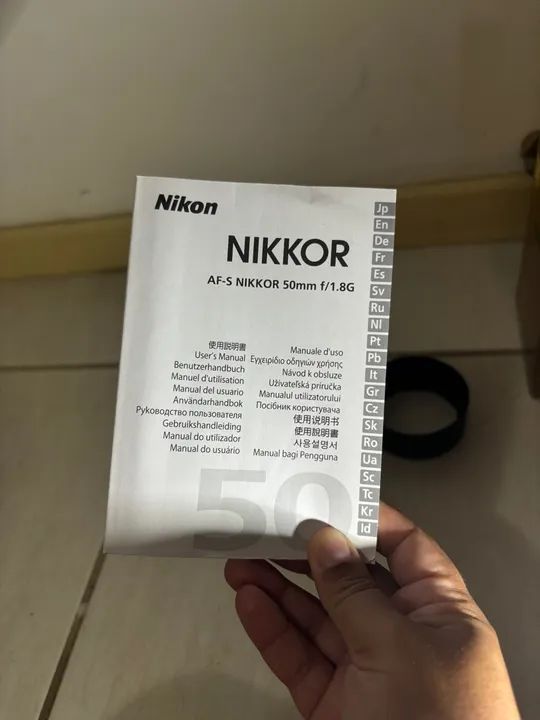 Nikon
NIKKOR
AF-S NIKKOR 50mm f/1.8G
使用説明書
User's Manual
Benutzerhandbuch
Manuel d'utilisation
Manual del usuario
Användarhandbok
Руководство пользователя
Gebruikshandleiding
Manual do utilizador
Manual do usuário
Manuale d'uso
Εγχειρίδιο οδηγιών χρήσης
Návod k obsluze
Užívateľská príručka
Manualul utilizatorului
Посібник користувача
使用说明书
使用說明書
사용설명서
Manual bagi Pengguna
50
Jp
En
De
Fr
Es
Sv
Ru
Nl
Pt
Pb
It
Gr
Cz
Sk
Ro
Ua
Sc
Tc
Kr
Id